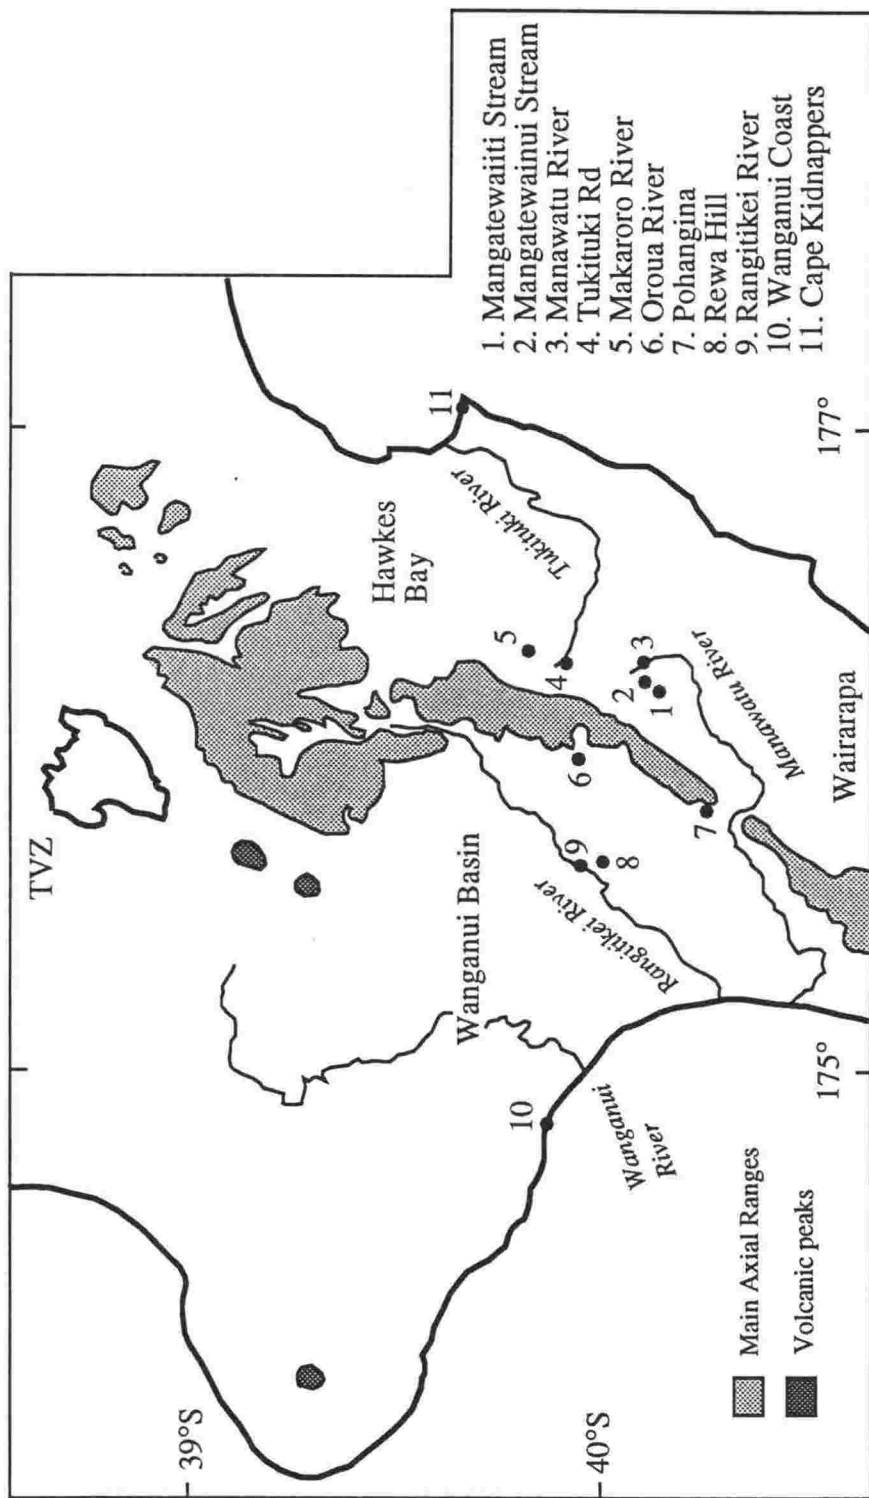 TVZ
39°S
40°S
175°
177°
Hawkes
Bay
Wanganui Basin
Wairarapa
Tukituki River
Manawatu River
Rangitikei River
Wanganui
River
1
2
3
4
5
6
7
8
9
10
11
Main Axial Ranges
Volcanic peaks
1. Mangatewaiiti Stream
2. Mangatewainui Stream
3. Manawatu River
4. Tukituki Rd
5. Makaroro River
6. Oroua River
7. Pohangina
8. Rewa Hill
9. Rangitikei River
10. Wanganui Coast
11. Cape Kidnappers